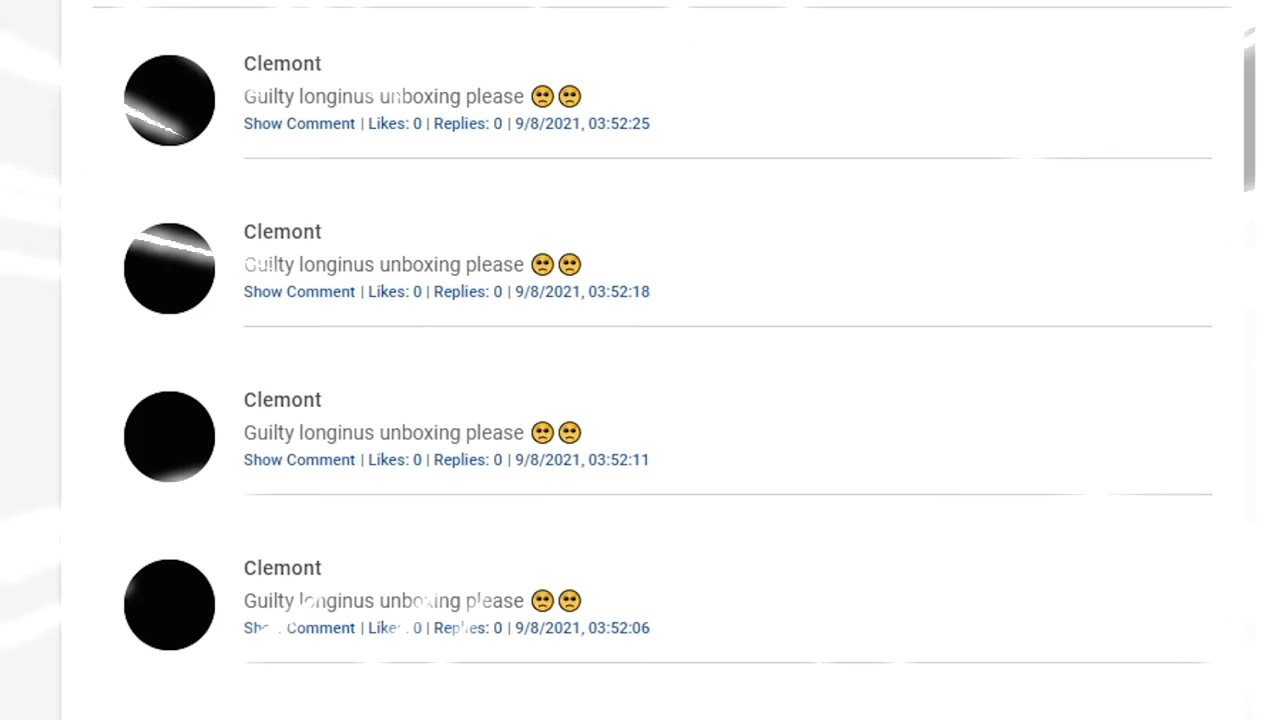 Clemont
Guilty longinus unboxing please 🥺🥺
Show Comment | Likes: 0 | Replies: 0 | 9/8/2021, 03:52:25
Clemont
Guilty longinus unboxing please 🥺🥺
Show Comment | Likes: 0 | Replies: 0 | 9/8/2021, 03:52:18
Clemont
Guilty longinus unboxing please 🥺🥺
Show Comment | Likes: 0 | Replies: 0 | 9/8/2021, 03:52:11
Clemont
Guilty longinus unboxing please 🥺🥺
Show Comment | Likes: 0 | Replies: 0 | 9/8/2021, 03:52:06